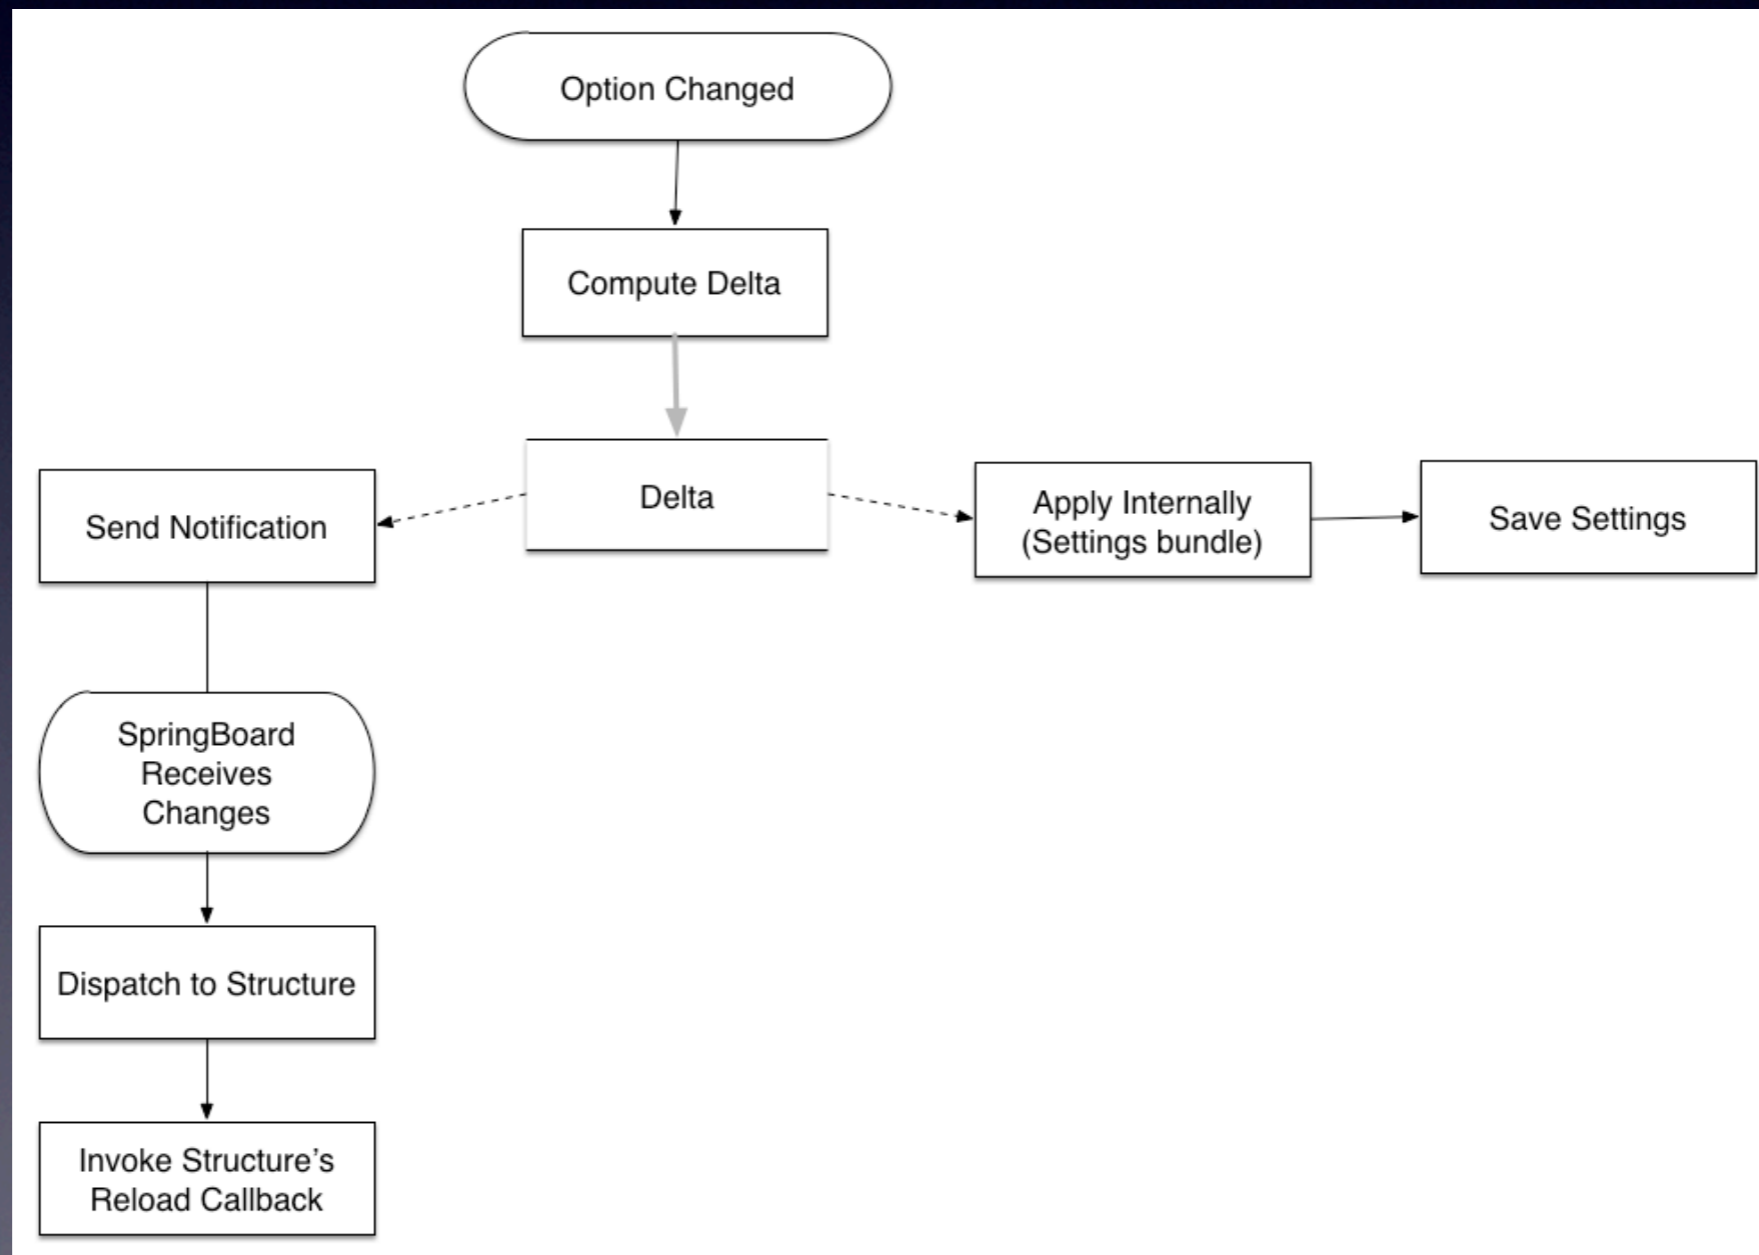 Option Changed
Compute Delta
Delta
Send Notification
Apply Internally
(Settings bundle)
Save Settings
SpringBoard
Receives
Changes
Dispatch to Structure
Invoke Structure’s
Reload Callback